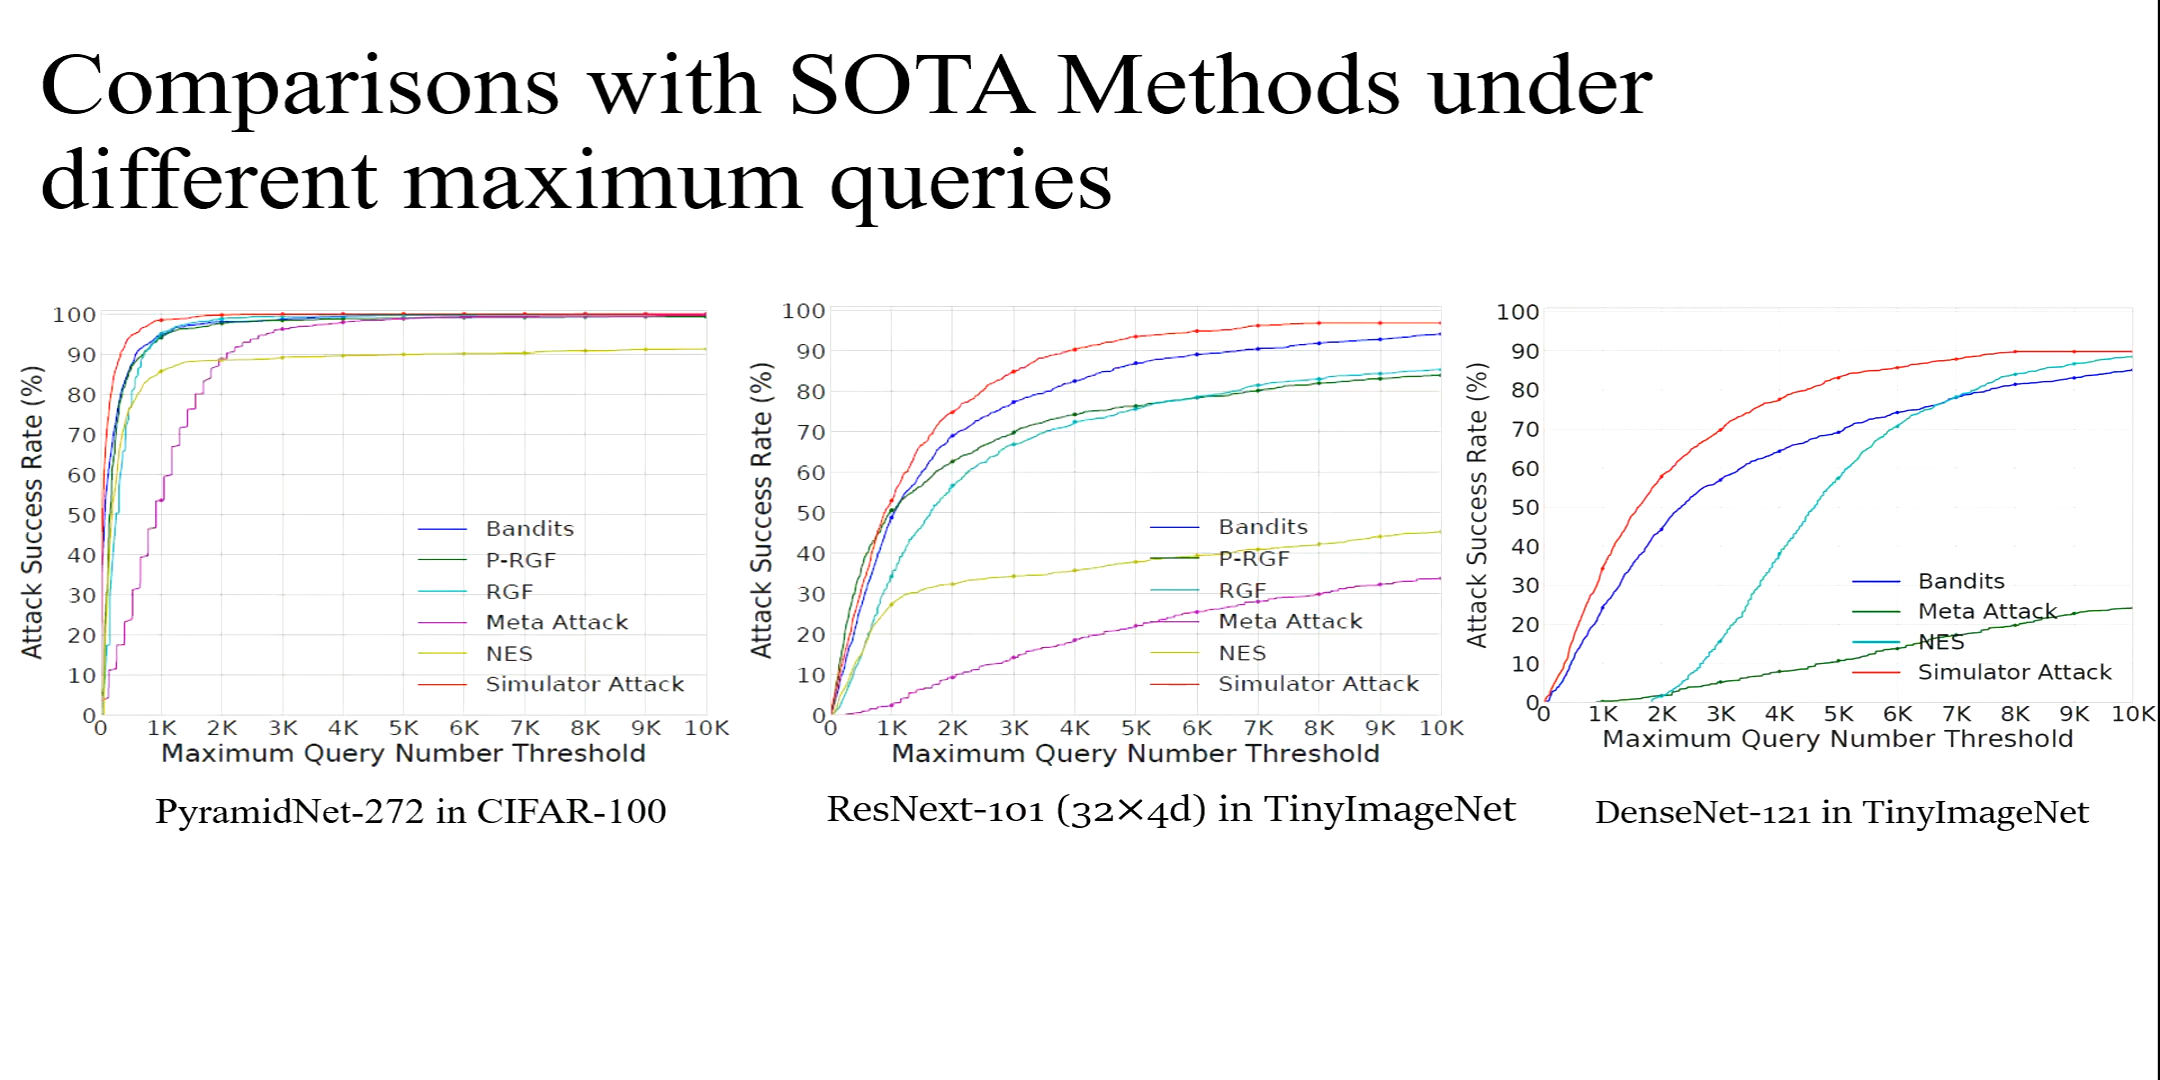 Comparisons with SOTA Methods under
different maximum queries
Attack Success Rate (%)
100
90
80
70
60
50
40
30
20
10
0
Bandits
P-RGF
RGF
Meta Attack
NES
Simulator Attack
0 1K 2K 3K 4K 5K 6K 7K 8K 9K 10K
Maximum Query Number Threshold
PyramidNet-272 in CIFAR-100
Attack Success Rate (%)
100
90
80
70
60
50
40
30
20
10
0
Bandits
P-RGF
RGF
Meta Attack
NES
Simulator Attack
0 1K 2K 3K 4K 5K 6K 7K 8K 9K 10K
Maximum Query Number Threshold
ResNext-101 (32×4d) in TinyImageNet
Attack Success Rate (%)
100
90
80
70
60
50
40
30
20
10
0
Bandits
Meta Attack
NES
Simulator Attack
0 1K 2K 3K 4K 5K 6K 7K 8K 9K 10K
Maximum Query Number Threshold
DenseNet-121 in TinyImageNet